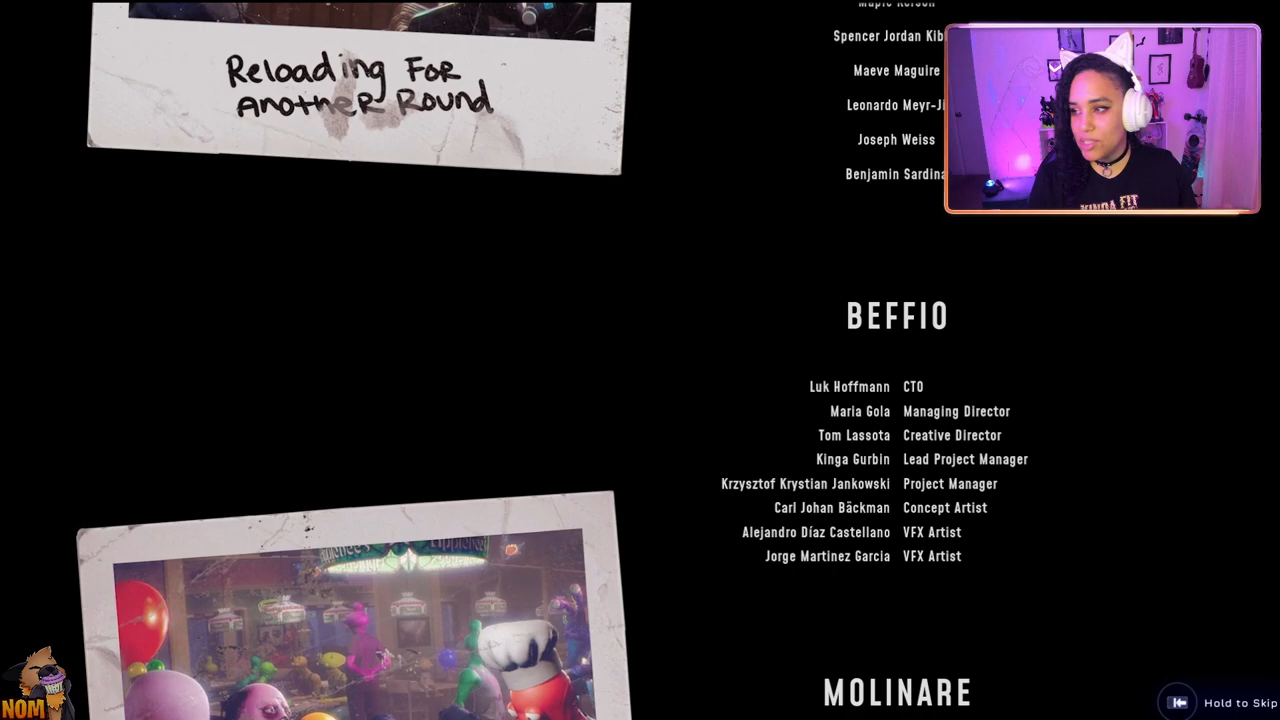 Reloading For
Another Round
Spencer Jordan Kib
Maeve Maguire
Leonardo Meyr-Ji
Joseph Weiss
Benjamin Sardina
KINDA FIT
BEFFIO
Luk Hoffmann CTO
Maria Gola Managing Director
Tom Lassota Creative Director
Kinga Gurbin Lead Project Manager
Krzysztof Krystian Jankowski Project Manager
Carl Johan Bäckman Concept Artist
Alejandro Díaz Castellano VFX Artist
Jorge Martinez Garcia VFX Artist
MOLINARE
NOM
Hold to Skip